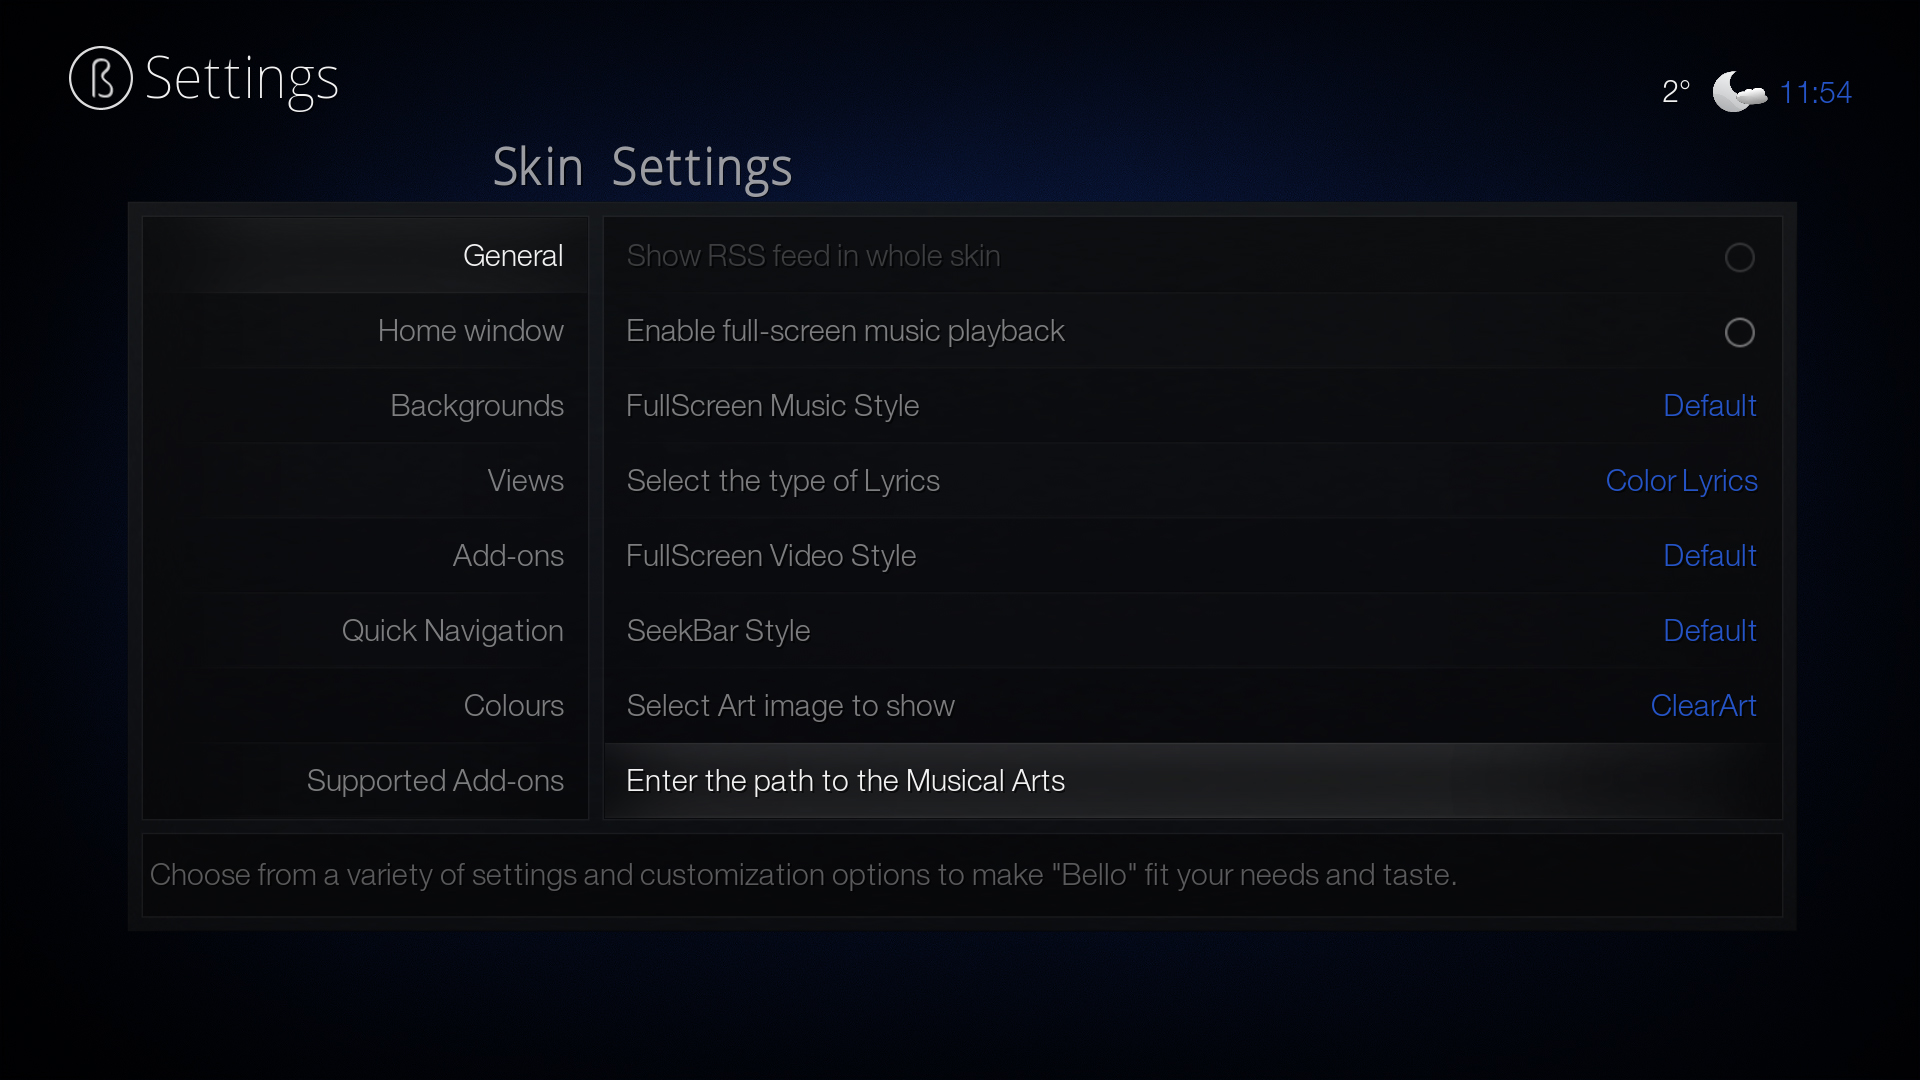 ß Settings
2° 11:54
Skin Settings
General
Home window
Backgrounds
Views
Add-ons
Quick Navigation
Colours
Supported Add-ons
Show RSS feed in whole skin
Enable full-screen music playback
FullScreen Music Style Default
Select the type of Lyrics Color Lyrics
FullScreen Video Style Default
SeekBar Style Default
Select Art image to show ClearArt
Enter the path to the Musical Arts
Choose from a variety of settings and customization options to make "Bello" fit your needs and taste.